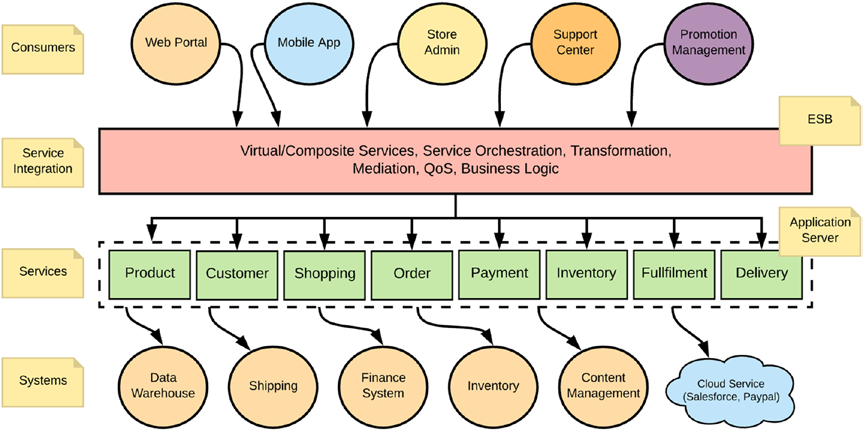 Consumers
Web Portal
Mobile App
Store
Admin
Support
Center
Promotion
Management
ESB
Service
Integration
Virtual/Composite Services, Service Orchestration, Transformation,
Mediation, QoS, Business Logic
Application
Server
Services
Product
Customer
Shopping
Order
Payment
Inventory
Fullfilment
Delivery
Systems
Data
Warehouse
Shipping
Finance
System
Inventory
Content
Management
Cloud Service
(Salesforce, Paypal)